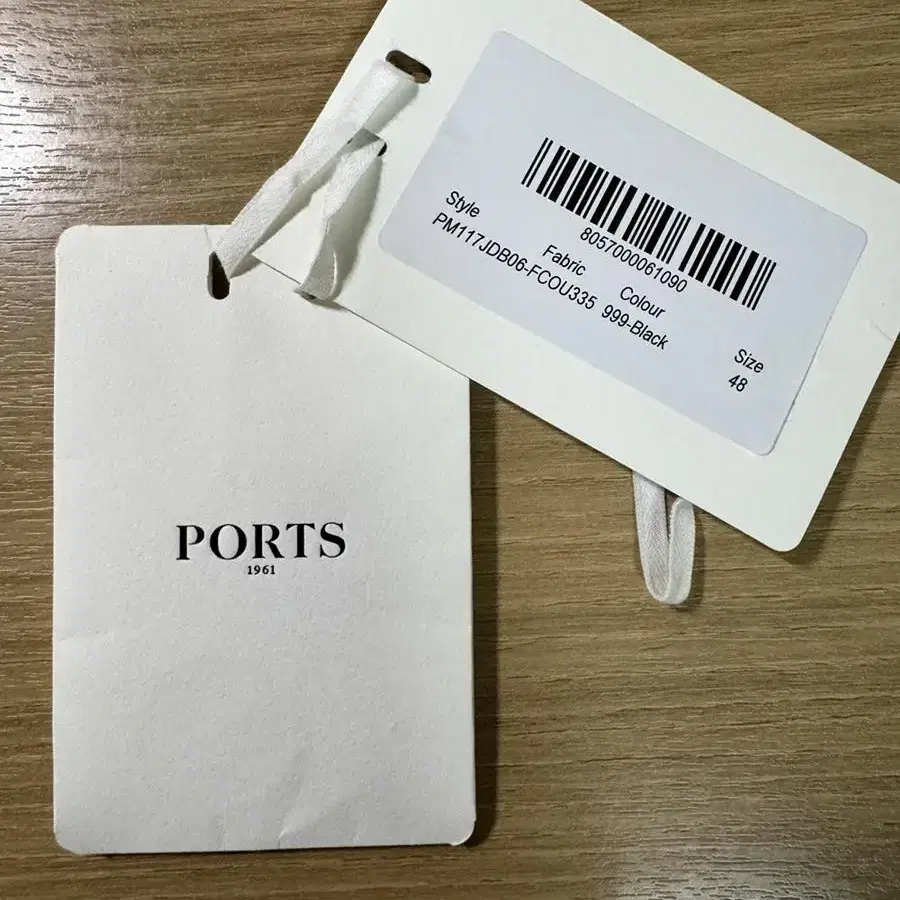 PORTS
1961
8057000061090
Style Fabric Colour Size
PM117JDB06-FCOU335 999-Black 48